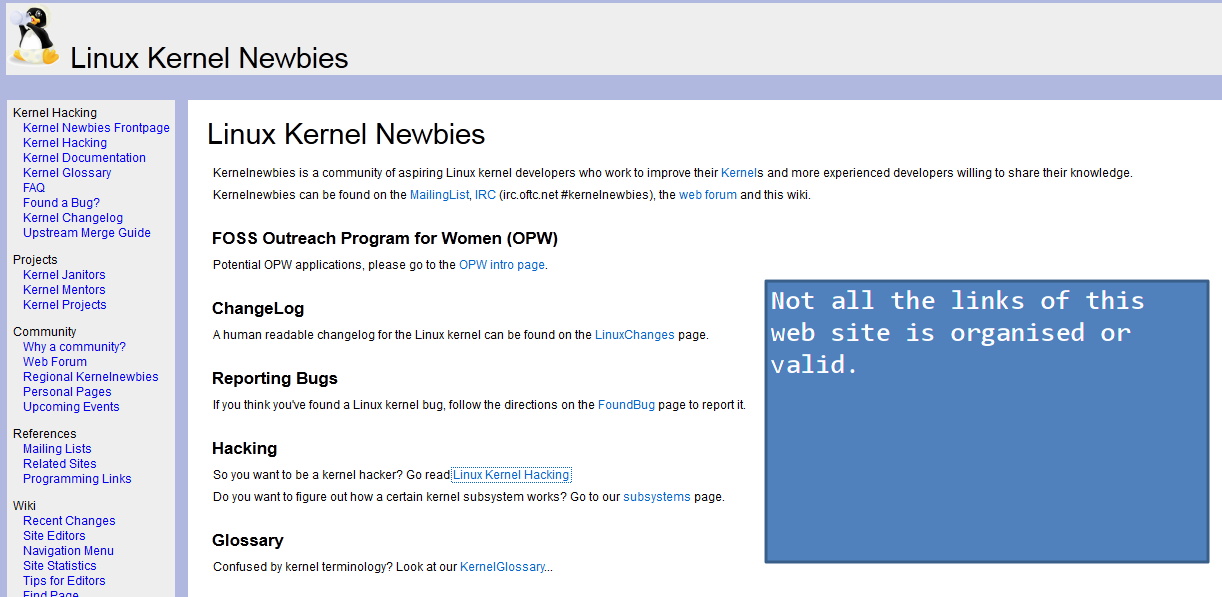 Linux Kernel Newbies
Kernel Hacking
Kernel Newbies Frontpage
Kernel Hacking
Kernel Documentation
Kernel Glossary
FAQ
Found a Bug?
Kernel Changelog
Upstream Merge Guide
Projects
Kernel Janitors
Kernel Mentors
Kernel Projects
Community
Why a community?
Web Forum
Regional Kernelnewbies
Personal Pages
Upcoming Events
References
Mailing Lists
Related Sites
Programming Links
Wiki
Recent Changes
Site Editors
Navigation Menu
Site Statistics
Tips for Editors
Find Page
Linux Kernel Newbies
Kernelnewbies is a community of aspiring Linux kernel developers who work to improve their Kernels and more experienced developers willing to share their knowledge.
Kernelnewbies can be found on the MailingList, IRC (irc.oftc.net #kernelnewbies), the web forum and this wiki.
FOSS Outreach Program for Women (OPW)
Potential OPW applications, please go to the OPW intro page.
ChangeLog
A human readable changelog for the Linux kernel can be found on the LinuxChanges page.
Reporting Bugs
If you think you've found a Linux kernel bug, follow the directions on the FoundBug page to report it.
Hacking
So you want to be a kernel hacker? Go read Linux Kernel Hacking
Do you want to figure out how a certain kernel subsystem works? Go to our subsystems page.
Glossary
Confused by kernel terminology? Look at our KernelGlossary...
Not all the links of this
web site is organised or
valid.